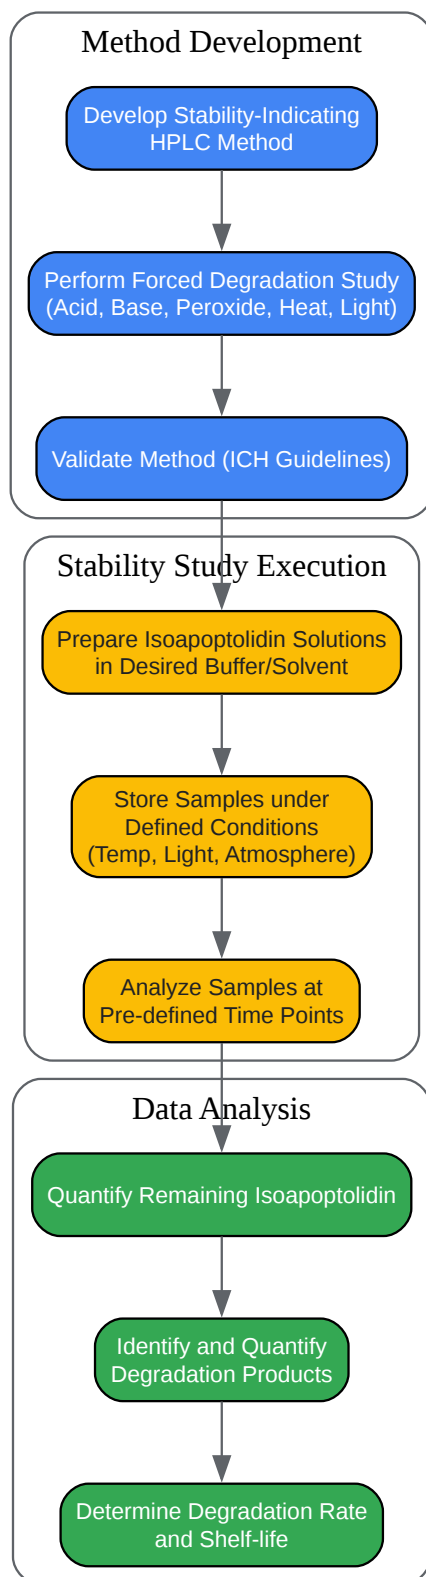 Method Development
Develop Stability-Indicating
HPLC Method
Perform Forced Degradation Study
(Acid, Base, Peroxide, Heat, Light)
Validate Method (ICH Guidelines)
Stability Study Execution
Prepare Isoapoptolidin Solutions
in Desired Buffer/Solvent
Store Samples under
Defined Conditions
(Temp, Light, Atmosphere)
Analyze Samples at
Pre-defined Time Points
Data Analysis
Quantify Remaining Isoapoptolidin
Identify and Quantify
Degradation Products
Determine Degradation Rate
and Shelf-life